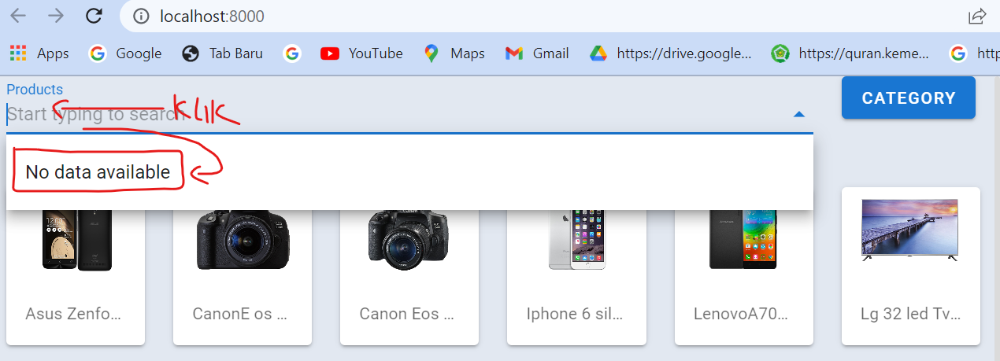 localhost:8000
Apps Google Tab Baru YouTube Maps Gmail https://drive.google... https://quran.keme... http
Products
CATEGORY
Start typing to search KLIK
No data available
Canon
Asus Zenfo... CanonE os ... Canon Eos ... Iphone 6 sil... LenovoA70... Lg 32 led Tv...